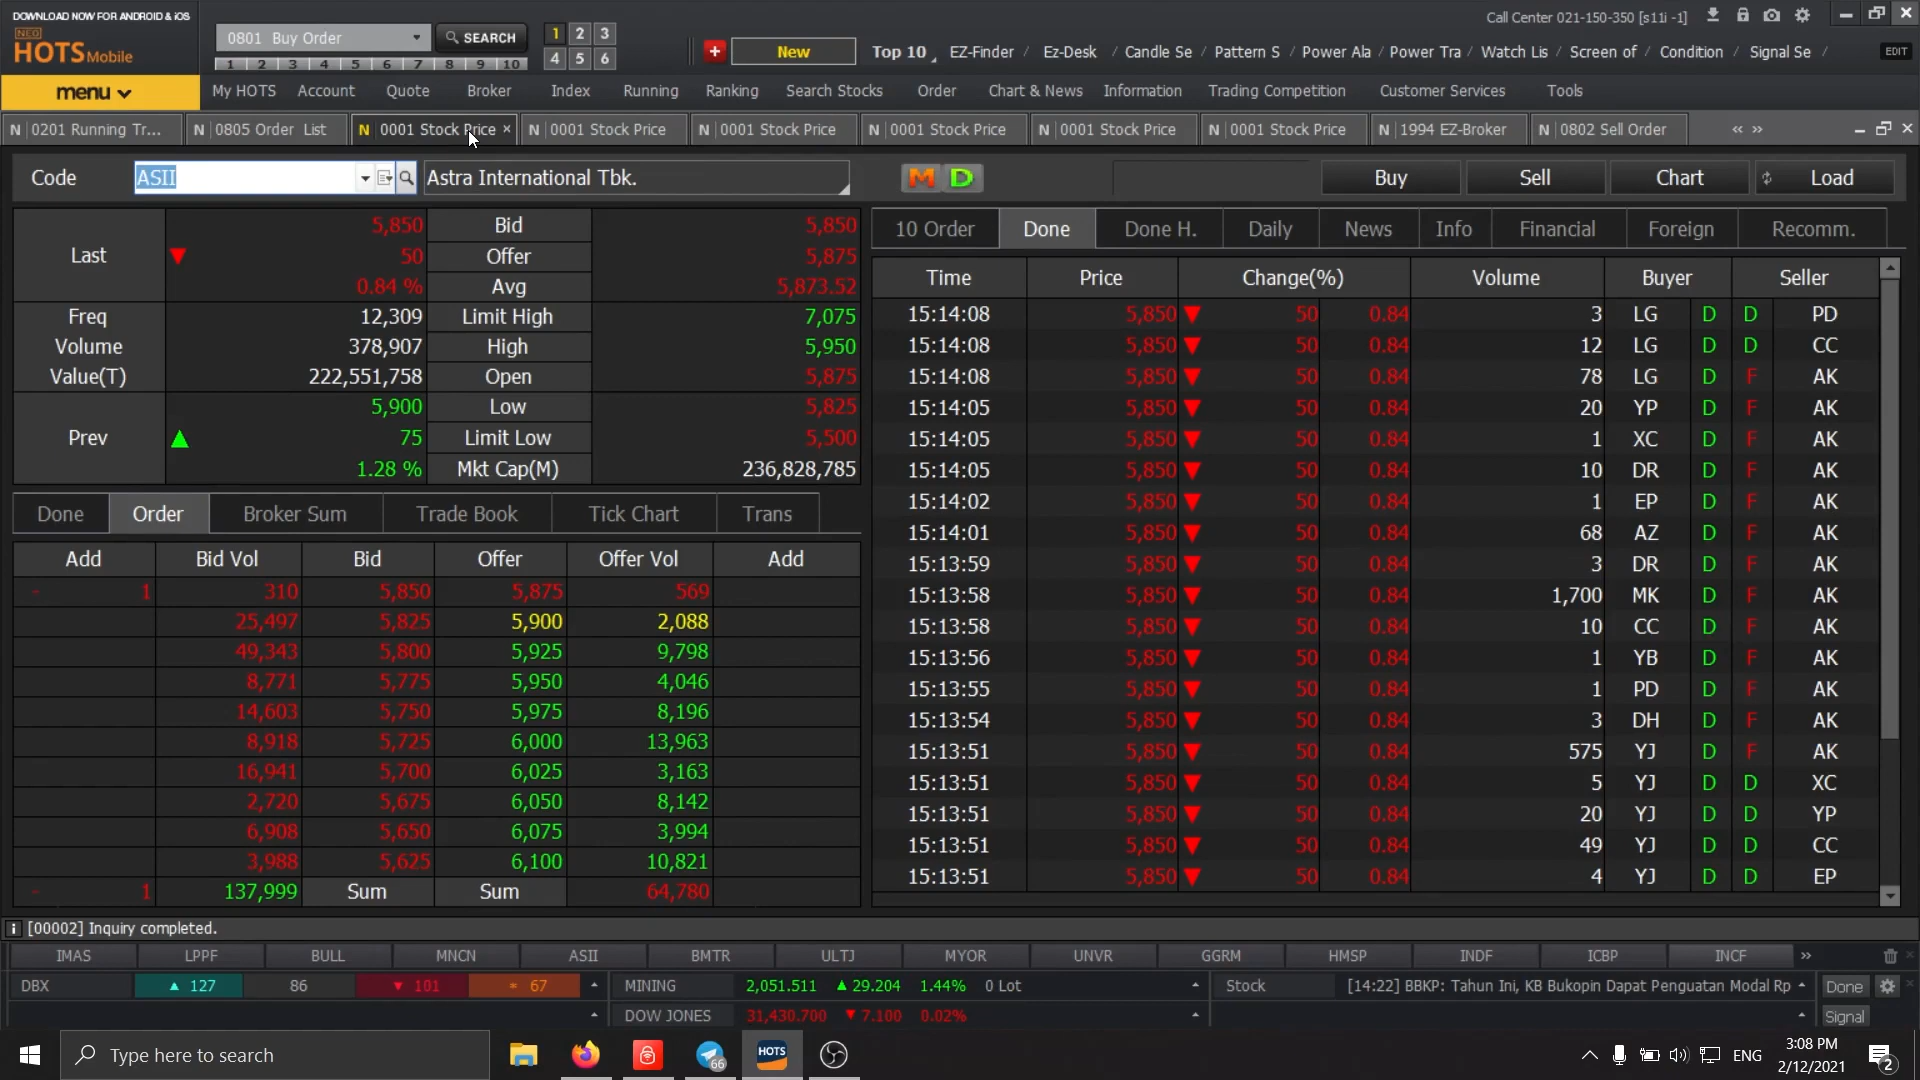 DOWNLOAD NOW FOR ANDROID & iOS
NEO
HOTS Mobile
0801 Buy Order
SEARCH
1 2 3 4 5 6 7 8 9 10
1 2 3
4 5 6
New
Top 10
EZ-Finder / Ez-Desk / Candle Se / Pattern S / Power Ala / Power Tra / Watch Lis / Screen of / Condition / Signal Se /
Call Center 021-150-350 [s11i -1]
EDIT
menu
My HOTS Account Quote Broker Index Running Ranking Search Stocks Order Chart & News Information Trading Competition Customer Services Tools
N 0201 Running Tr... N 0805 Order List N 0001 Stock Price × N 0001 Stock Price N 0001 Stock Price N 0001 Stock Price N 0001 Stock Price N 0001 Stock Price N 1994 EZ-Broker N 0802 Sell Order « »
Code ASII Astra International Tbk. M D Buy Sell Chart Load
Last ▼ 5,850 Bid 5,850
50 Offer 5,875
0.84 % Avg 5,873.52
Freq 12,309 Limit High 7,075
Volume 378,907 High 5,950
Value(T) 222,551,758 Open 5,875
Prev ▲ 5,900 Low 5,825
75 Limit Low 5,500
1.28 % Mkt Cap(M) 236,828,785
Done Order Broker Sum Trade Book Tick Chart Trans
Add Bid Vol Bid Offer Offer Vol Add
- 1 310 5,850 5,875 569
25,497 5,825 5,900 2,088
49,343 5,800 5,925 9,798
8,771 5,775 5,950 4,046
14,603 5,750 5,975 8,196
8,918 5,725 6,000 13,963
16,941 5,700 6,025 3,163
2,720 5,675 6,050 8,142
6,908 5,650 6,075 3,994
3,988 5,625 6,100 10,821
- 1 137,999 Sum Sum 64,780
10 Order Done Done H. Daily News Info Financial Foreign Recomm.
Time Price Change(%) Volume Buyer Seller
15:14:08 5,850 ▼ 50 0.84 3 LG D D PD
15:14:08 5,850 ▼ 50 0.84 12 LG D D CC
15:14:08 5,850 ▼ 50 0.84 78 LG D F AK
15:14:05 5,850 ▼ 50 0.84 20 YP D F AK
15:14:05 5,850 ▼ 50 0.84 1 XC D F AK
15:14:05 5,850 ▼ 50 0.84 10 DR D F AK
15:14:02 5,850 ▼ 50 0.84 1 EP D F AK
15:14:01 5,850 ▼ 50 0.84 68 AZ D F AK
15:13:59 5,850 ▼ 50 0.84 3 DR D F AK
15:13:58 5,850 ▼ 50 0.84 1,700 MK D F AK
15:13:58 5,850 ▼ 50 0.84 10 CC D F AK
15:13:56 5,850 ▼ 50 0.84 1 YB D F AK
15:13:55 5,850 ▼ 50 0.84 1 PD D F AK
15:13:54 5,850 ▼ 50 0.84 3 DH D F AK
15:13:51 5,850 ▼ 50 0.84 575 YJ D F AK
15:13:51 5,850 ▼ 50 0.84 5 YJ D D XC
15:13:51 5,850 ▼ 50 0.84 20 YJ D D YP
15:13:51 5,850 ▼ 50 0.84 49 YJ D D CC
15:13:51 5,850 ▼ 50 0.84 4 YJ D D EP
i [00002] Inquiry completed.
IMAS LPPF BULL MNCN ASII BMTR ULTJ MYOR UNVR GGRM HMSP INDF ICBP INCF »
DBX ▲ 127 86 ▼ 101 * 67 MINING 2,051.511 ▲ 29.204 1.44% 0 Lot Stock [14:22] BBKP: Tahun Ini, KB Bukopin Dapat Penguatan Modal Rp Done
DOW JONES 31,430.700 ▼ 7.100 0.02% Signal
Type here to search
66
HOTS
ENG
3:08 PM
2/12/2021
2